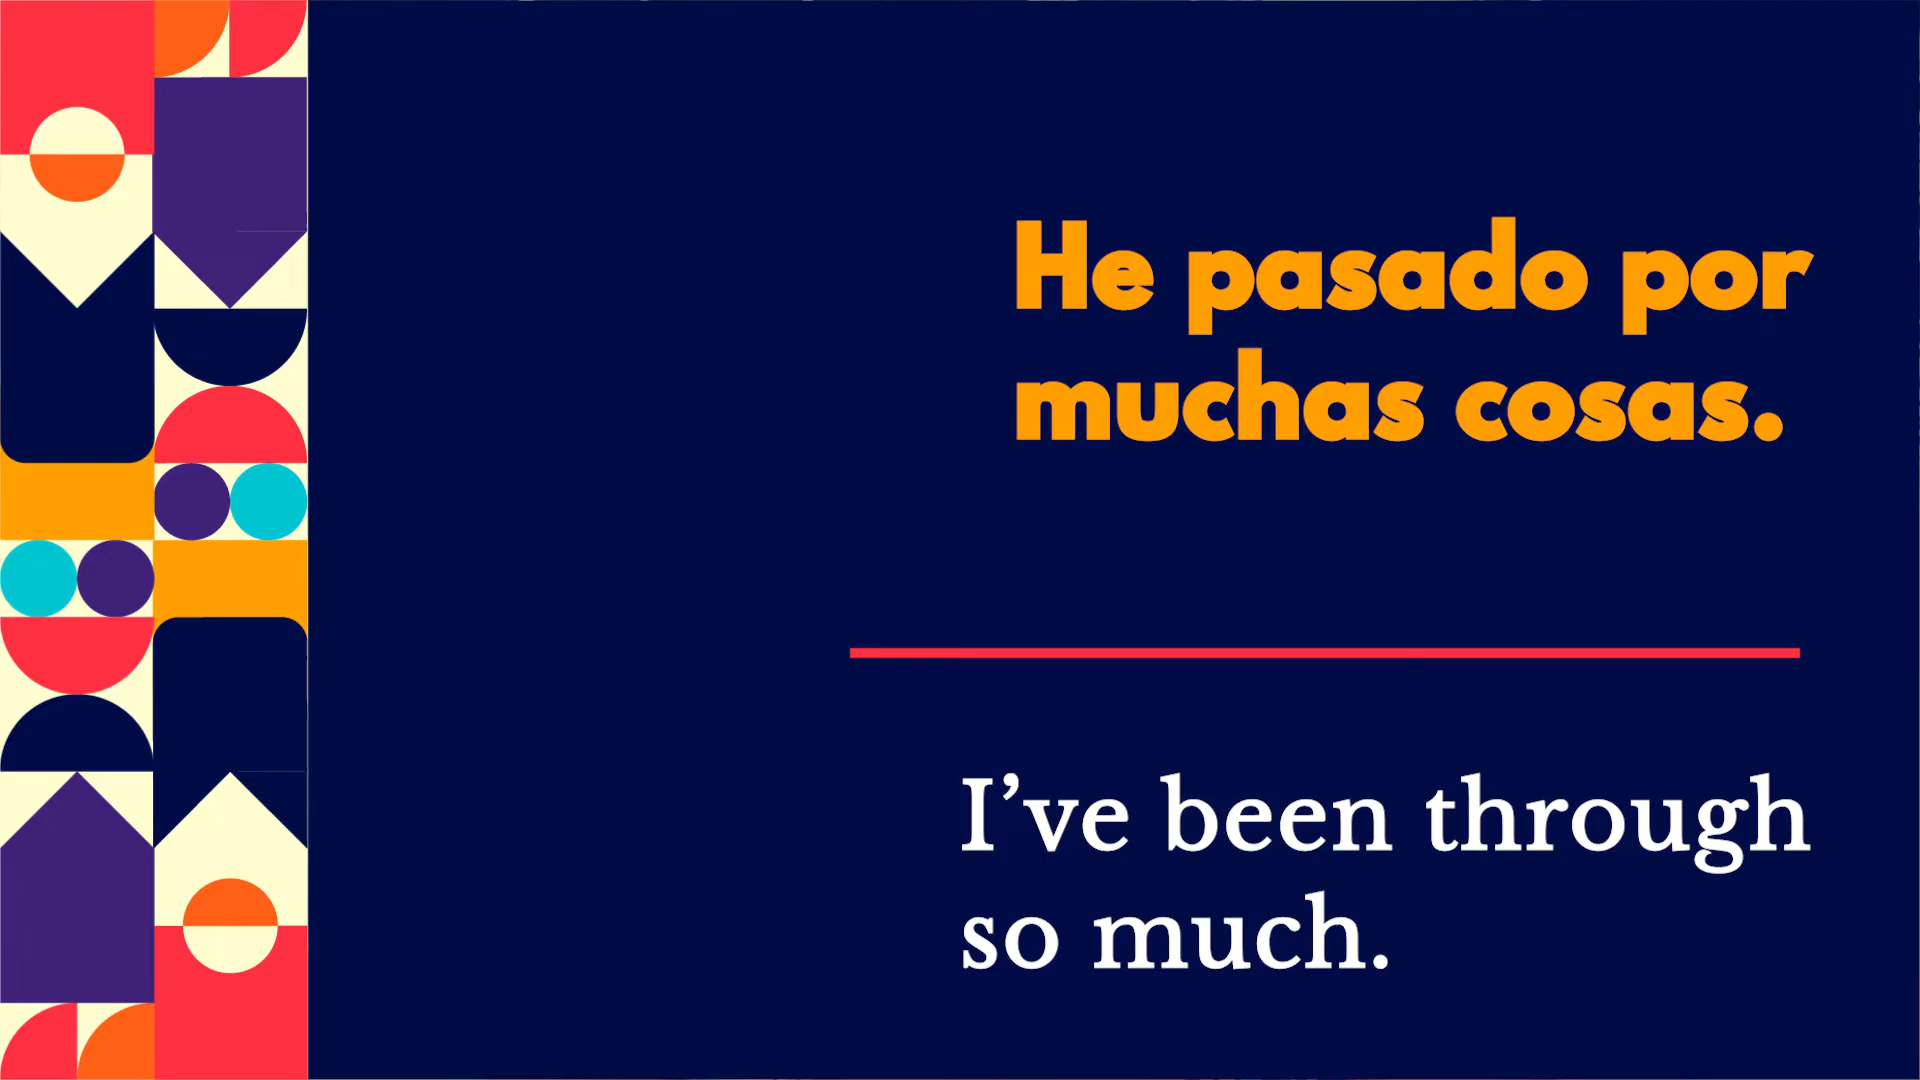 He pasado por
muchas cosas.
I’ve been through
so much.